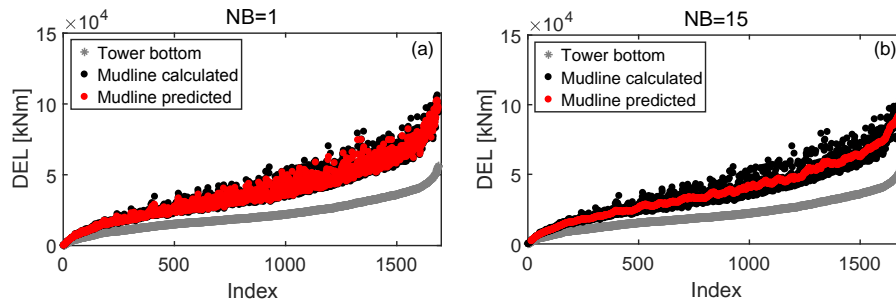 NB=1
×10⁴
(a)
Tower bottom
Mudline calculated
Mudline predicted
DEL [kNm]
15
10
5
0
0
500
1000
1500
Index
NB=15
×10⁴
(b)
Tower bottom
Mudline calculated
Mudline predicted
DEL [kNm]
15
10
5
0
0
500
1000
1500
Index